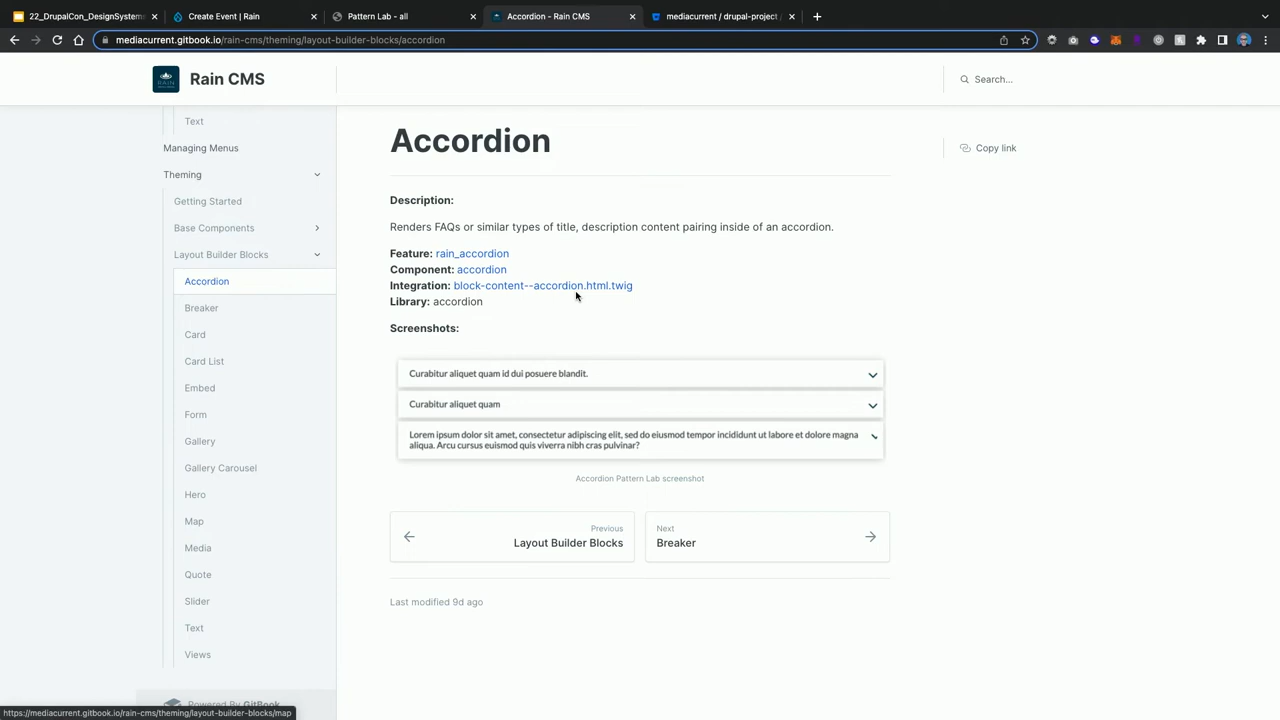 22_DrupalCon_DesignSystem
Create Event | Rain
Pattern Lab - all
Accordion - Rain CMS
mediacurrent / drupal-project /
mediacurrent.gitbook.io/rain-cms/theming/layout-builder-blocks/accordion
RAIN
Rain CMS
Search...
Text
Managing Menus
Theming
Getting Started
Base Components
Layout Builder Blocks
Accordion
Breaker
Card
Card List
Embed
Form
Gallery
Gallery Carousel
Hero
Map
Media
Quote
Slider
Text
Views
Powered By GitBook
Accordion
Copy link
Description:
Renders FAQs or similar types of title, description content pairing inside of an accordion.
Feature: rain_accordion
Component: accordion
Integration: block-content--accordion.html.twig
Library: accordion
Screenshots:
Curabitur aliquet quam id dui posuere blandit.
Curabitur aliquet quam
Lorem ipsum dolor sit amet, consectetur adipiscing elit, sed do eiusmod tempor incididunt ut labore et dolore magna
aliqua. Arcu cursus euismod quis viverra nibh cras pulvinar?
Accordion Pattern Lab screenshot
Previous
Layout Builder Blocks
Next
Breaker
Last modified 9d ago
https://mediacurrent.gitbook.io/rain-cms/theming/layout-builder-blocks/map